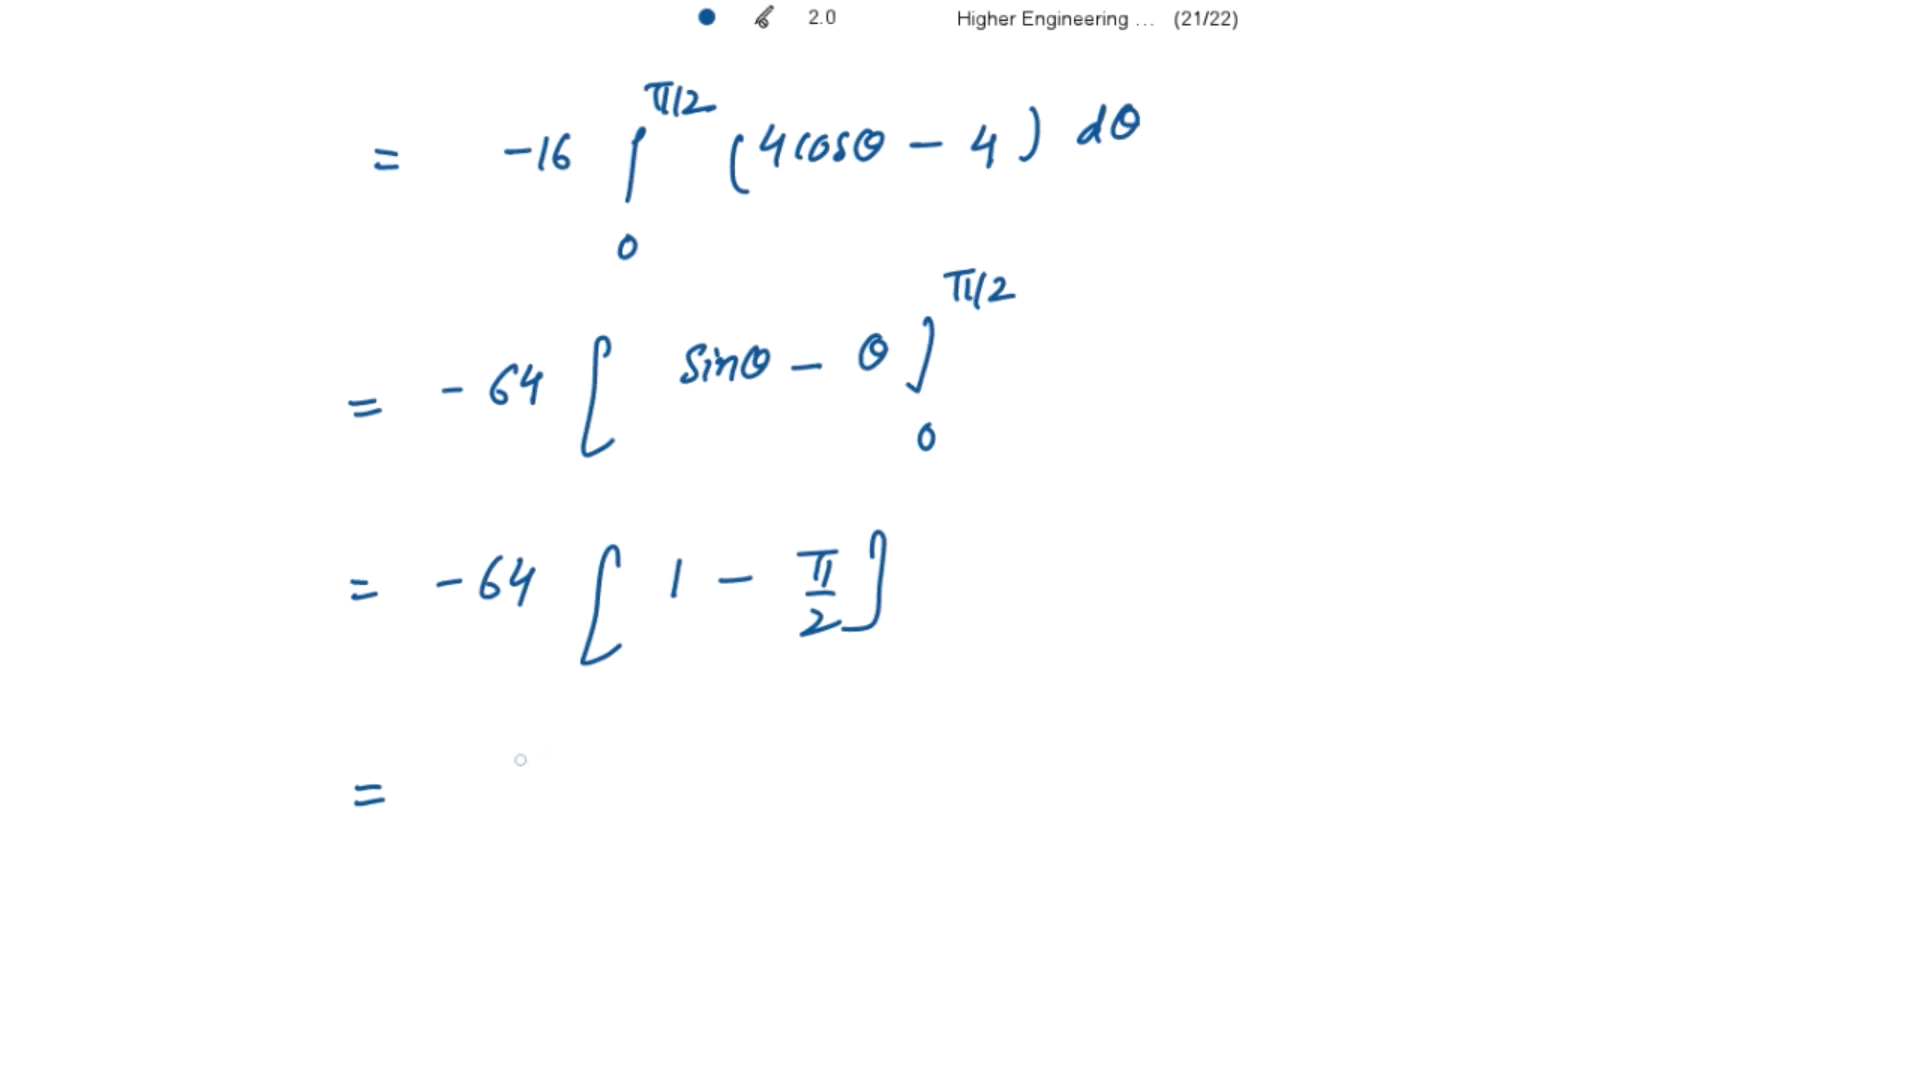 2.0 Higher Engineering ... (21/22)
= -16 ∫₀^π/2 (4cosθ - 4) dθ
= -64 [sinθ - θ]₀^π/2
= -64 [1 - π/2]
=